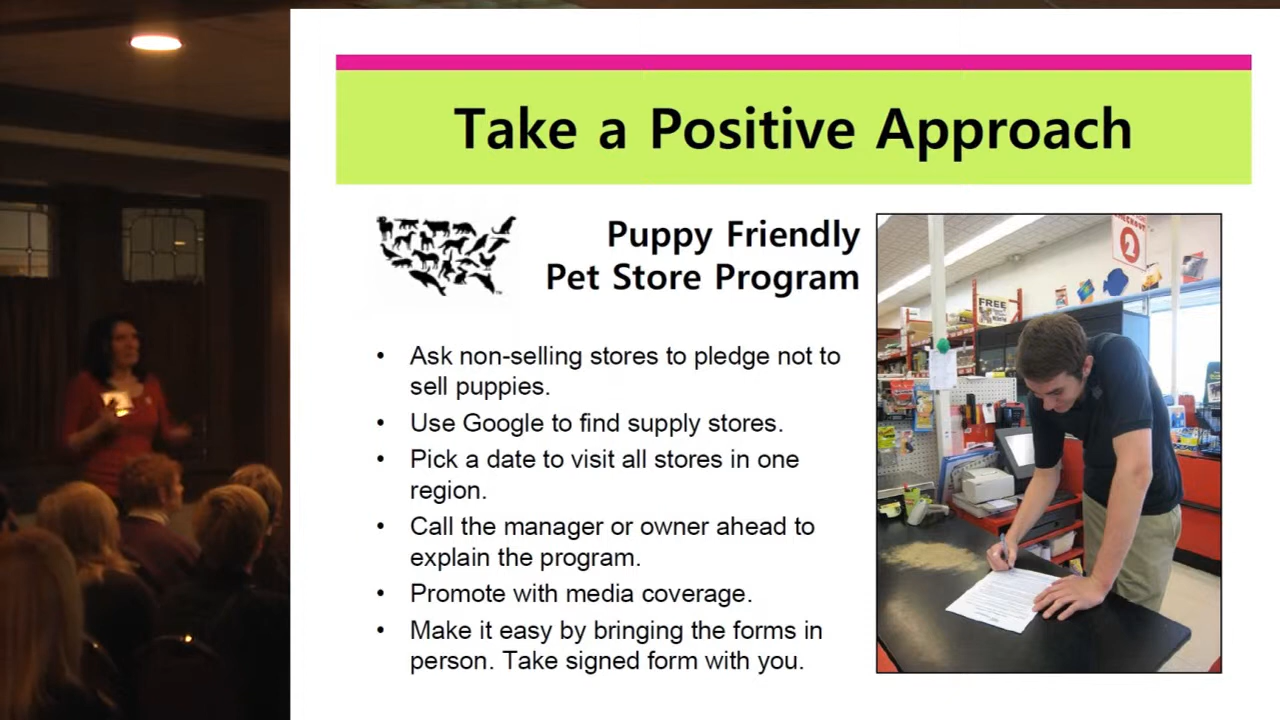 Take a Positive Approach
Puppy Friendly
Pet Store Program
• Ask non-selling stores to pledge not to
sell puppies.
• Use Google to find supply stores.
• Pick a date to visit all stores in one
region.
• Call the manager or owner ahead to
explain the program.
• Promote with media coverage.
• Make it easy by bringing the forms in
person. Take signed form with you.
CHECKOUT
2
FREE